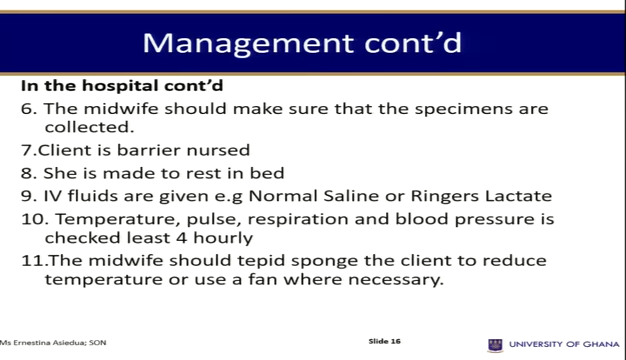 Management cont'd
In the hospital cont'd
6. The midwife should make sure that the specimens are
collected.
7.Client is barrier nursed
8. She is made to rest in bed
9. IV fluids are given e.g Normal Saline or Ringers Lactate
10. Temperature, pulse, respiration and blood pressure is
checked least 4 hourly
11.The midwife should tepid sponge the client to reduce
temperature or use a fan where necessary.
Ms Ernestina Asiedua; SON
Slide 16
UNIVERSITY OF GHANA